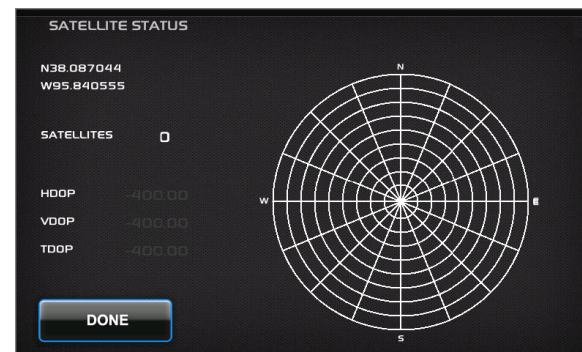 SATELLITE STATUS
N38.087044
W95.840555
SATELLITES 0
HDOP -400.00
VDOP -400.00
TDOP -400.00
DONE
N
W
E
S